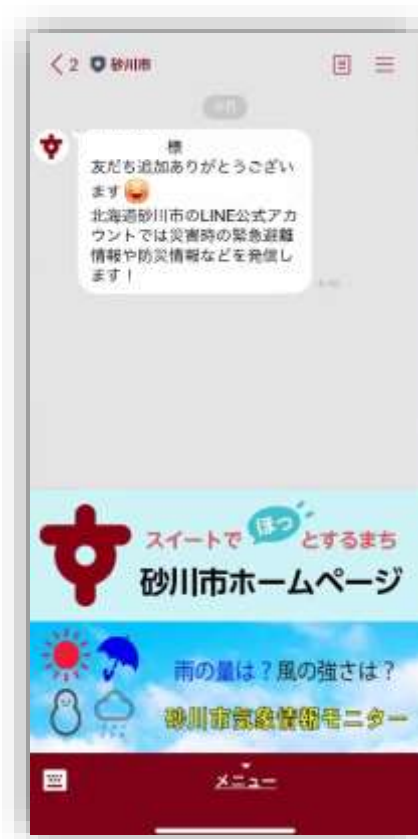 2 砂川市
様
友だち追加ありがとうござい
ます
北海道砂川市のLINE公式アカ
ウントでは災害時の緊急避難
情報や防災情報などを発信し
ます！
スイートで ほっ とするまち
砂川市ホームページ
雨の量は？風の強さは？
砂川市気象情報モニター
メニュー